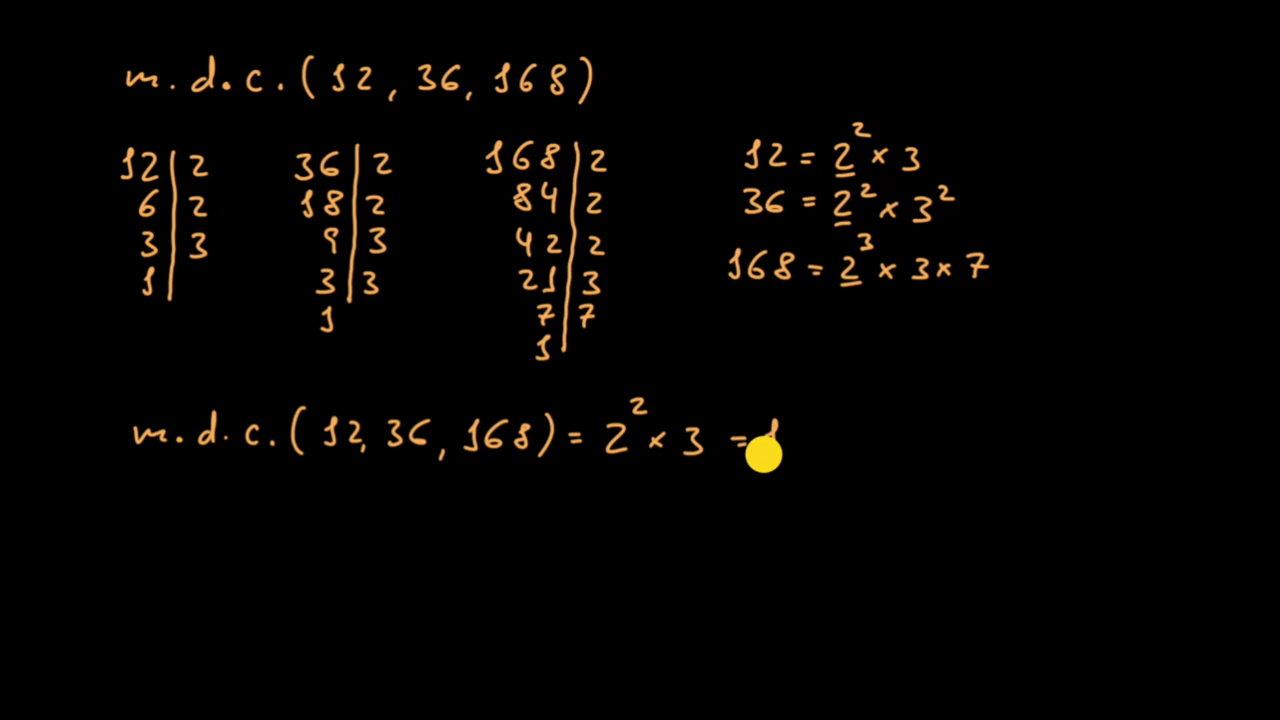 m.d.c.(12, 36, 168)
12 | 2
6 | 2
3 | 3
1 |
36 | 2
18 | 2
9 | 3
3 | 3
1
168 | 2
84 | 2
42 | 2
21 | 3
7 | 7
1
12 = 2² × 3
36 = 2² × 3²
168 = 2³ × 3 × 7
m.d.c.(12, 36, 168) = 2² × 3 =